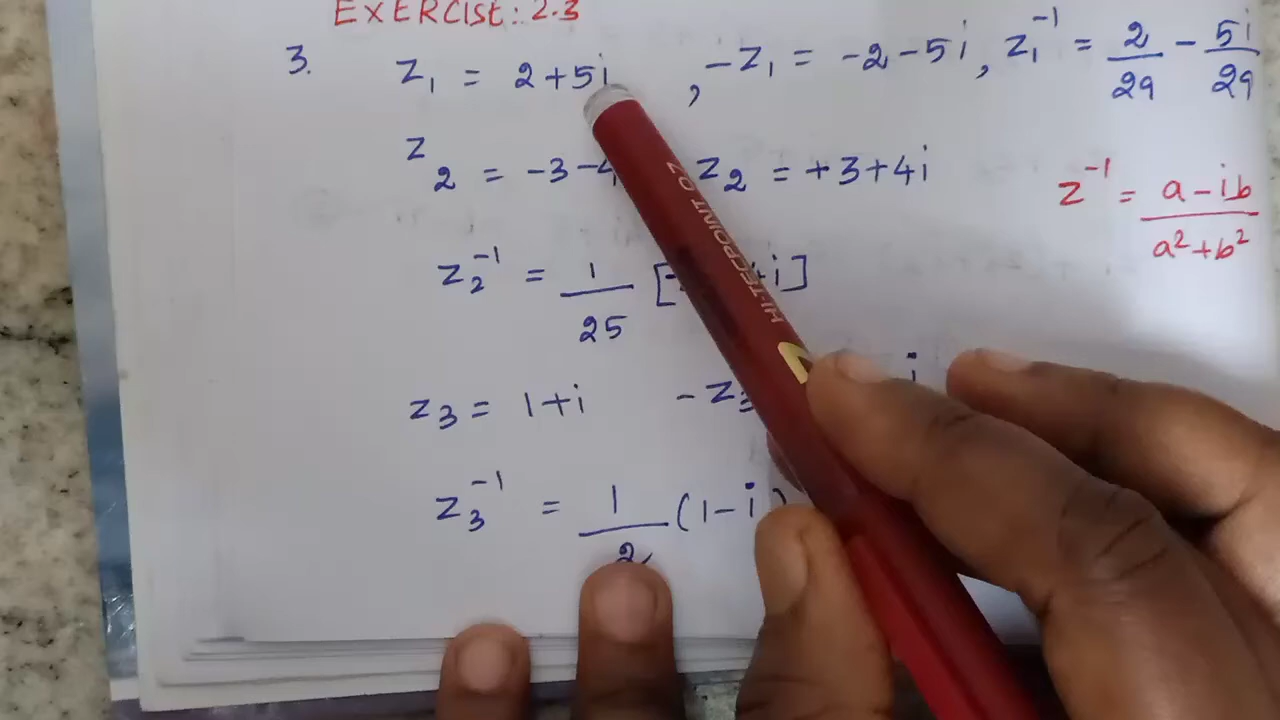 EXERCISE: 2.3
3. z₁ = 2+5i , -z₁ = -2-5i, z₁⁻¹ = 2/29 - 5i/29
z₂ = -3-4 z₂ = +3+4i
z⁻¹ = a-ib / a²+b²
z₂⁻¹ = 1/25 [ +i]
z₃ = 1+i -z₃ i
z₃⁻¹ = 1/2 (1-i)
HI-TECPOINT 07